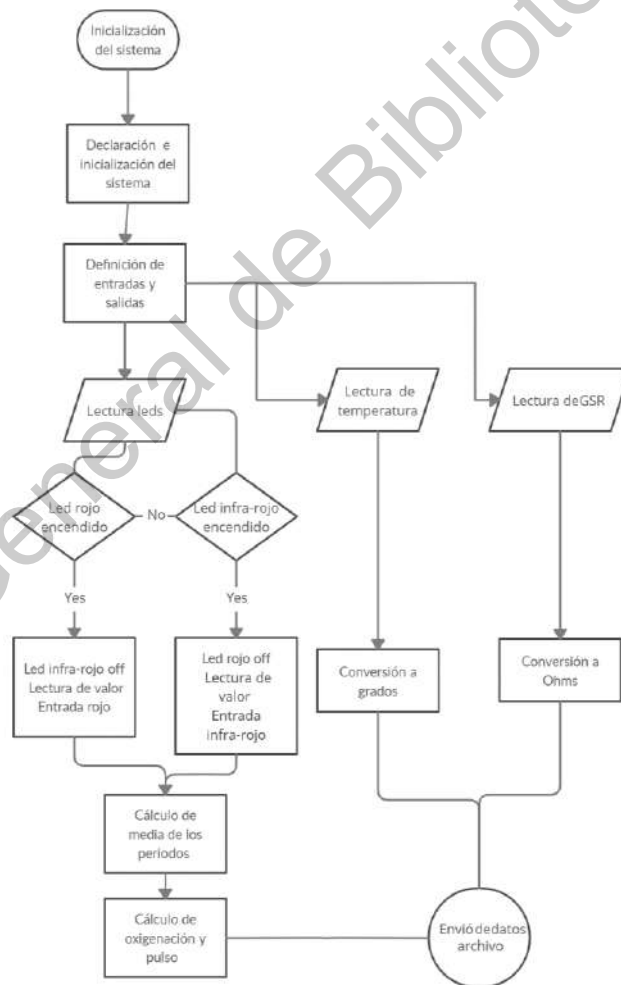 Inicialización
del sistema
Declaración e
inicialización del
sistema
Definición de
entradas y
salidas
Lectura leds
Lectura de
temperatura
Lectura deGSR
Led rojo
encendido
No
Led infra-rojo
encendido
Yes
Yes
Led infra-rojo off
Lectura de valor
Entrada rojo
Led rojo off
Lectura de
valor
Entrada
infra-rojo
Conversión a
grados
Conversión a
Ohms
Cálculo de
media de los
periodos
Cálculo de
oxigenación y
pulso
Envió dedatos
archivo
General de Bibliote